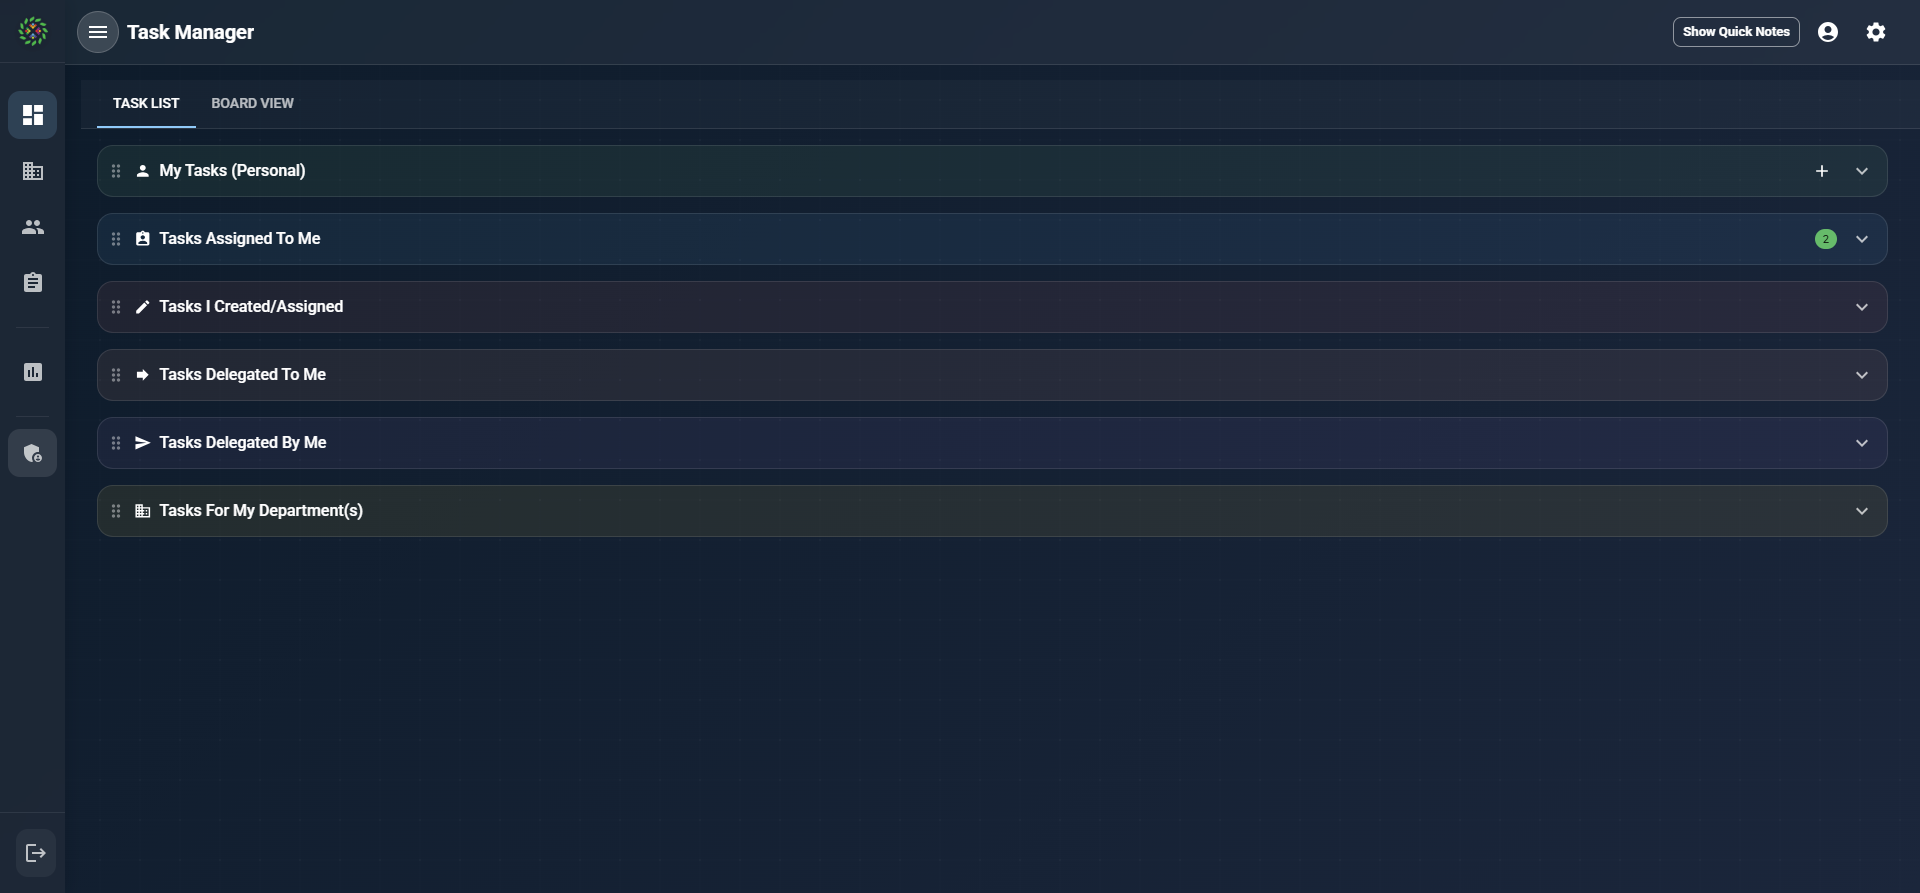 Task Manager
Show Quick Notes
TASK LIST
BOARD VIEW
My Tasks (Personal)
Tasks Assigned To Me
2
Tasks I Created/Assigned
Tasks Delegated To Me
Tasks Delegated By Me
Tasks For My Department(s)